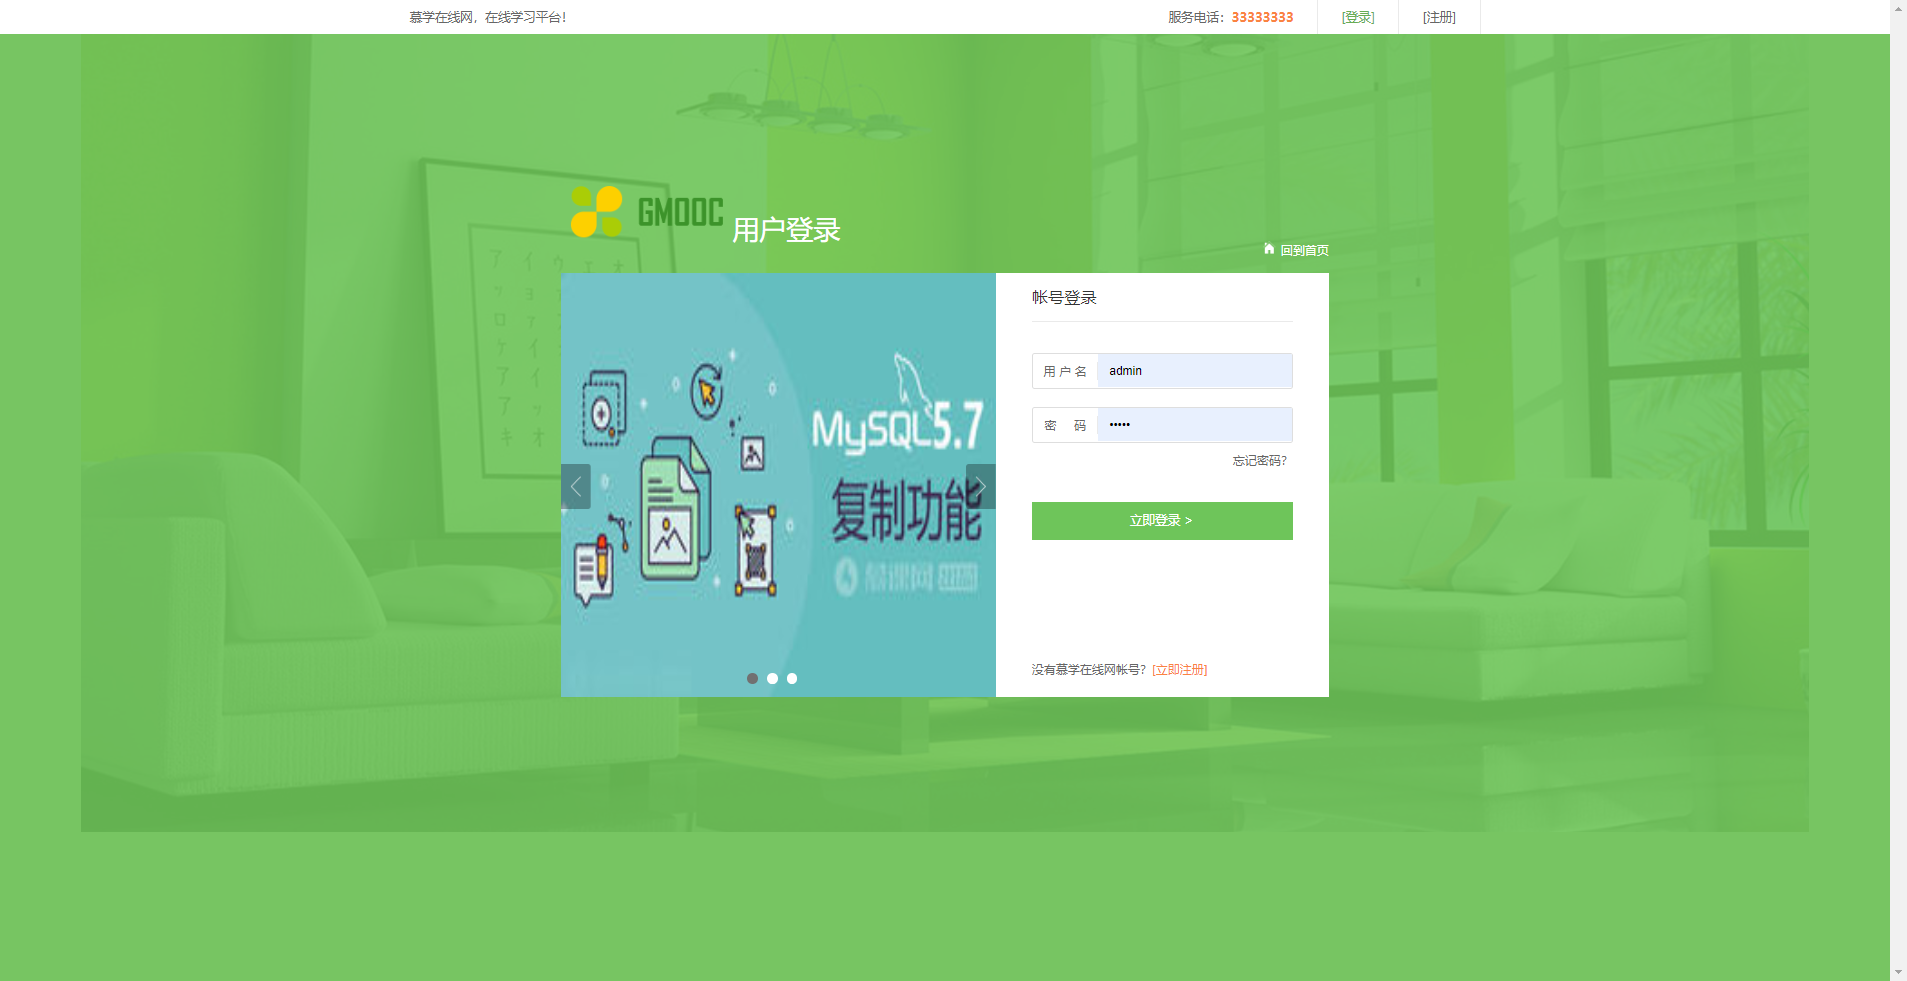 慕学在线网，在线学习平台！
服务电话：33333333
[登录]
[注册]
GMOOC
用户登录
回到首页
MySQL5.7
复制功能
帐号登录
用 户 名 admin
密 码 •••••
忘记密码？
立即登录 >
没有慕学在线网帐号？ [立即注册]